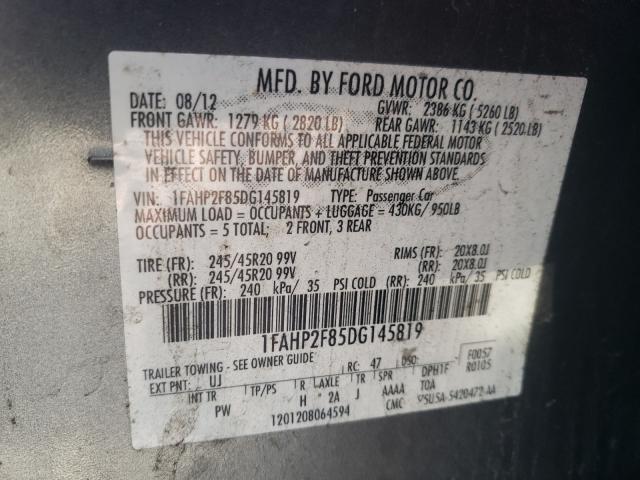 MFD. BY FORD MOTOR CO.
DATE: 08/12 GVWR: 2386 KG ( 5260 LB)
FRONT GAWR: 1279 KG ( 2820 LB) REAR GAWR: 1143 KG ( 2520LB)
THIS VEHICLE CONFORMS TO ALL APPLICABLE FEDERAL MOTOR
VEHICLE SAFETY, BUMPER, AND THEFT PREVENTION STANDARDS
IN EFFECT ON THE DATE OF MANUFACTURE SHOWN ABOVE.
VIN: 1FAHP2F85DG145819 TYPE: Passenger Car
MAXIMUM LOAD = OCCUPANTS + LUGGAGE = 430KG/ 950LB
OCCUPANTS = 5 TOTAL; 2 FRONT, 3 REAR
TIRE (FR): 245/45R20 99V RIMS (FR): 20X8.0J
(RR): 245/45R20 99V (RR): 20X8.0J
PRESSURE (FR): 240 kPa/ 35 PSI COLD (RR): 240 kPa/ 35 PSI COLD
1FAHP2F85DG145819
TRAILER TOWING - SEE OWNER GUIDE RC: 47 DSO: F0057
EXT PNT: UJ R0105
INT TR TP/PS R AXLE TR SPR DPH1F
PW H 2A J AAAA TOA
1201208064594 CMC